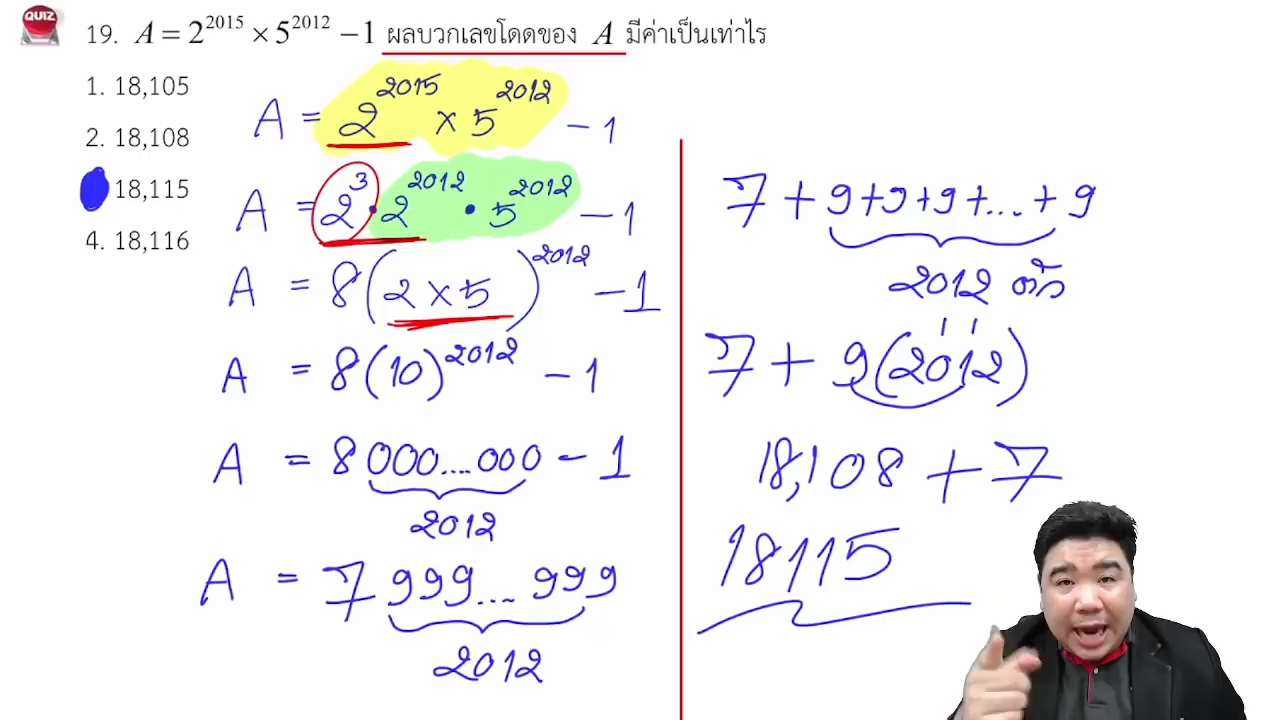 QUIZ
19. A = 2^2015 × 5^2012 − 1 ผลบวกเลขโดดของ A มีค่าเป็นเท่าไร
1. 18,105
2. 18,108
18,115
4. 18,116
A = 2^2015 × 5^2012 − 1
A = 2^3 • 2^2012 • 5^2012 − 1
A = 8(2 × 5)^2012 − 1
A = 8(10)^2012 − 1
A = 8000....000 − 1
2012
A = 7999...999
2012
7 + 9 + 9 + 9 + ... + 9
2012 ตัว
7 + 9(2012)
18,108 + 7
18115